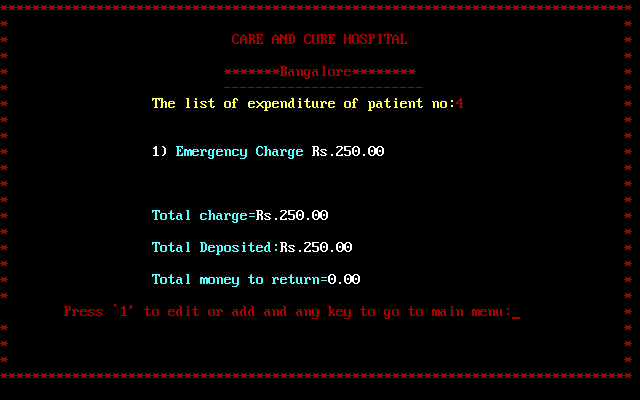 CARE AND CURE HOSPITAL
*******Bangalore********
-------------------------
The list of expenditure of patient no:4
1) Emergency Charge Rs.250.00
Total charge=Rs.250.00
Total Deposited:Rs.250.00
Total money to return=0.00
Press `1' to edit or add and any key to go to main menu:_